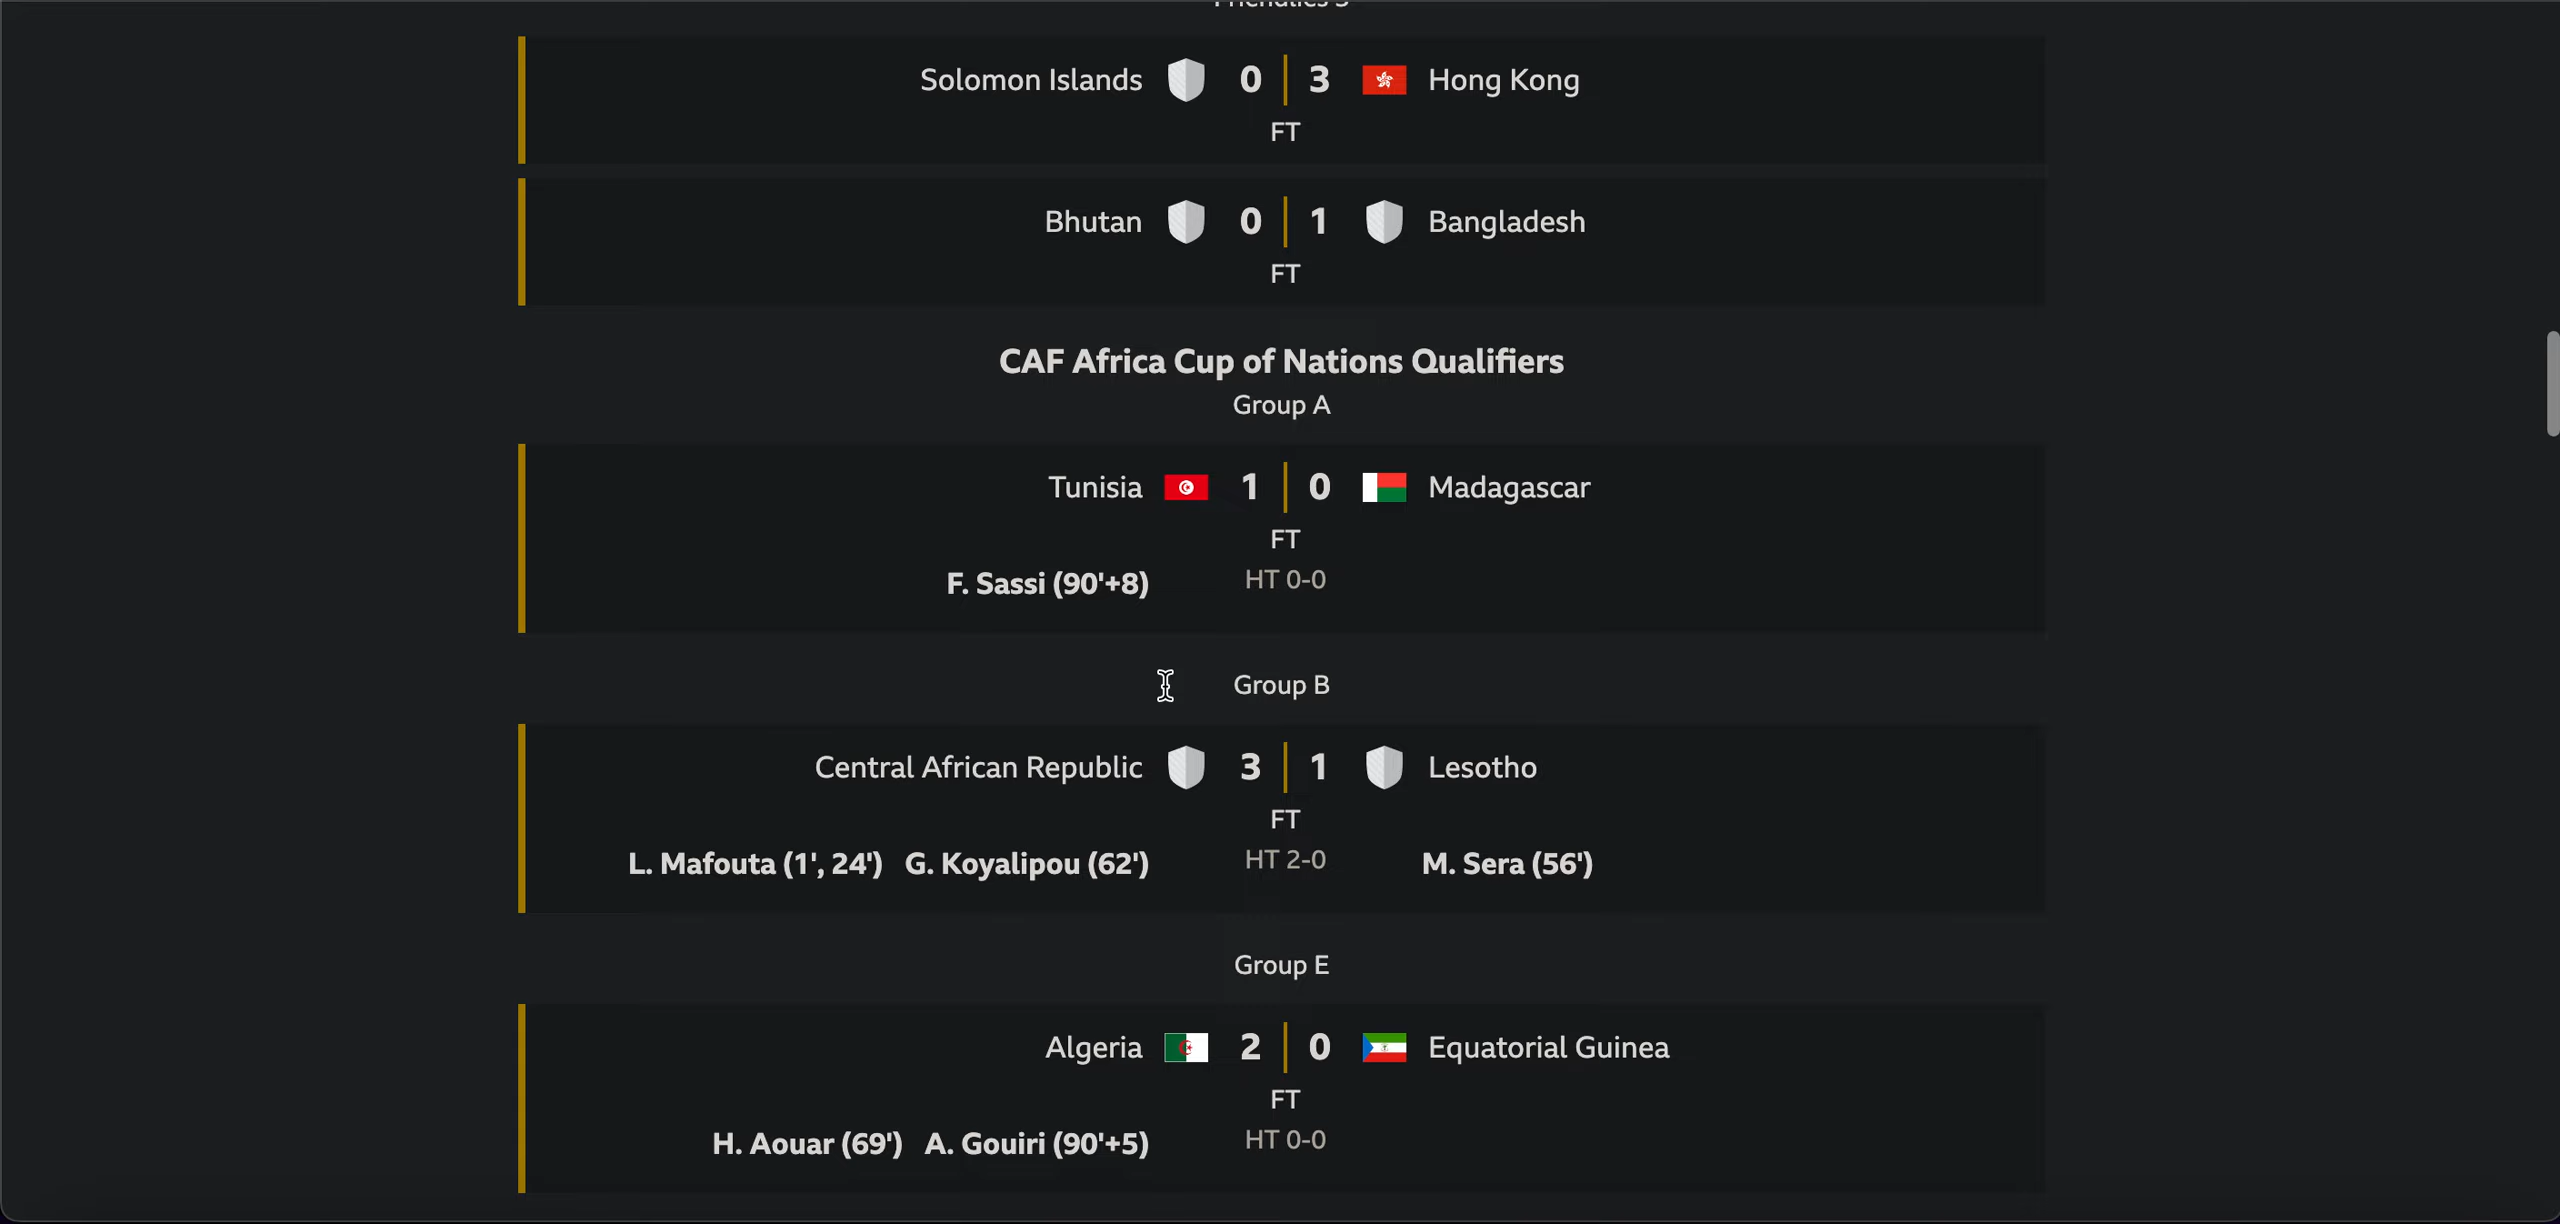 Friendlies 3
Solomon Islands 0 3 Hong Kong
FT
Bhutan 0 1 Bangladesh
FT
CAF Africa Cup of Nations Qualifiers
Group A
Tunisia 1 0 Madagascar
FT
F. Sassi (90'+8) HT 0-0
Group B
Central African Republic 3 1 Lesotho
FT
L. Mafouta (1', 24') G. Koyalipou (62') HT 2-0 M. Sera (56')
Group E
Algeria 2 0 Equatorial Guinea
FT
H. Aouar (69') A. Gouiri (90'+5) HT 0-0